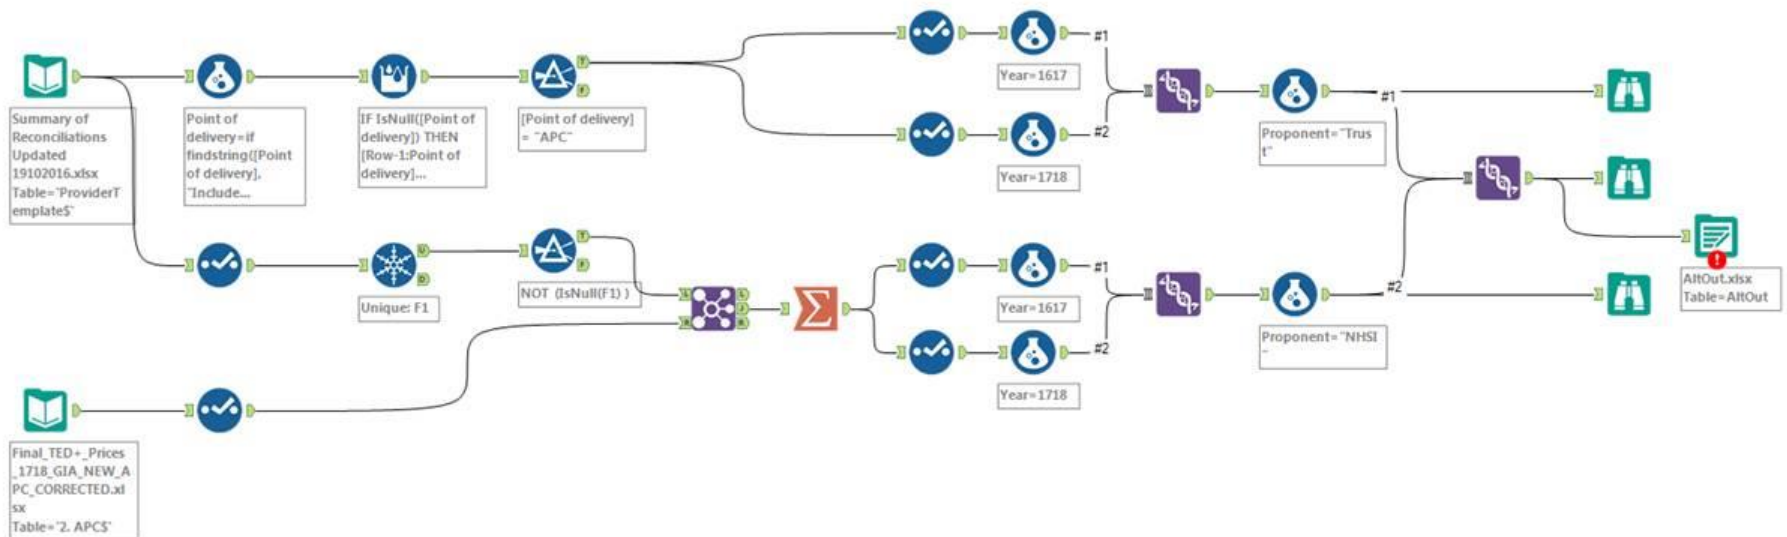 Summary of
Reconciliations
Updated
19102016.xlsx
Table="ProviderT
emplate$`
Point of
delivery=if
findstring([Point
of delivery],
"Include...
IF IsNull([Point of
delivery]) THEN
[Row-1:Point of
delivery]...
[Point of delivery]
= "APC"
T
F
#1
Year=1617
#2
Year=1718
Proponent="Trus
t"
#1
U
D
Unique: F1
T
F
NOT (IsNull(F1) )
L
R
L
J
R
#1
Year=1617
#2
Year=1718
Proponent="NHSI
"
#2
AltOut.xlsx
Table=AltOut
Final_TED+_Prices
_1718_GIA_NEW_A
PC_CORRECTED.xl
sx
Table=`'2. APC$`